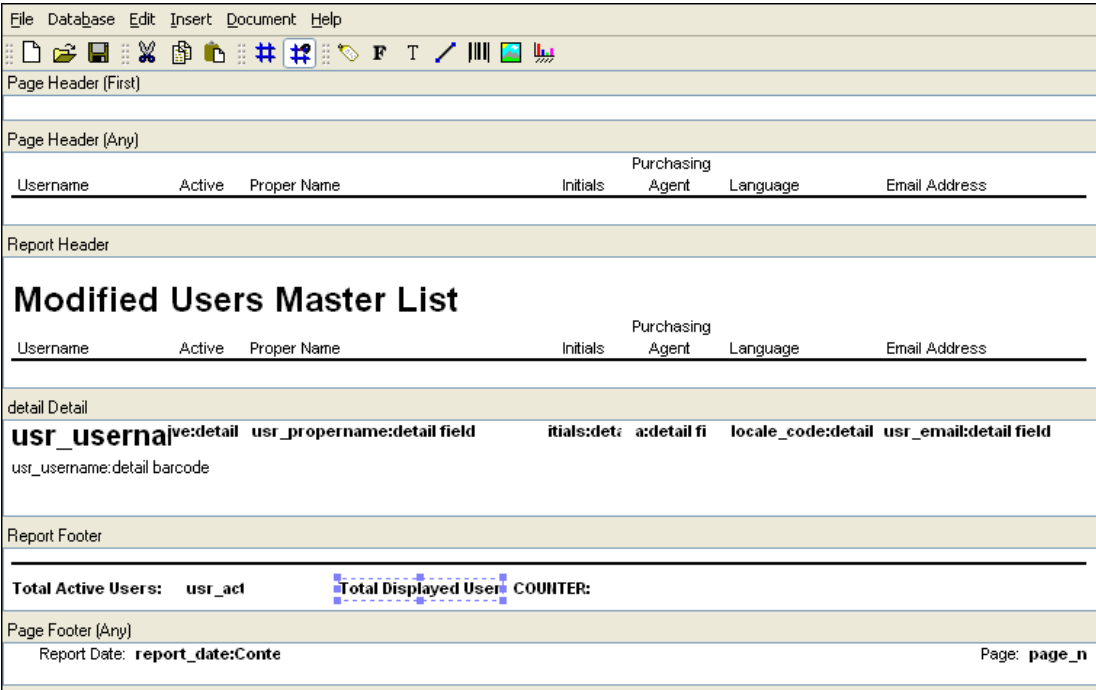 File Database Edit Insert Document Help
F T
Page Header (First)
Page Header (Any)
Purchasing
Username Active Proper Name Initials Agent Language Email Address
Report Header
Modified Users Master List
Purchasing
Username Active Proper Name Initials Agent Language Email Address
detail Detail
usr_usernai ve:detail usr_propername:detail field itials:deta a:detail fi locale_code:detail usr_email:detail field
usr_username:detail barcode
Report Footer
Total Active Users: usr_act Total Displayed User COUNTER:
Page Footer (Any)
Report Date: report_date:Conte Page: page_n